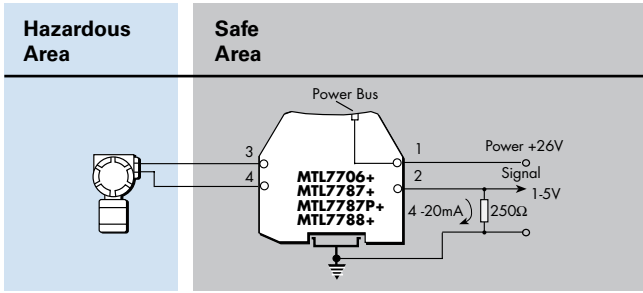 Hazardous
Area
Safe
Area
Power Bus
3
4
MTL7706+
MTL7787+
MTL7787P+
MTL7788+
1
2
Power +26V
Signal
1-5V
4 -20mA
250Ω